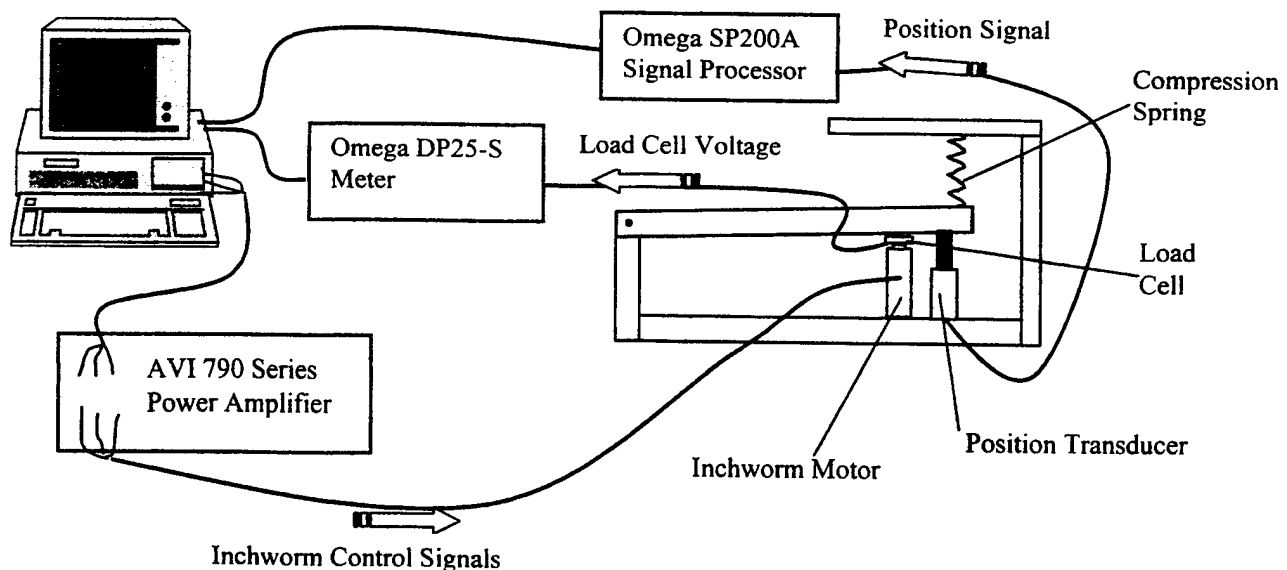 Omega SP200A
Signal Processor
Position Signal
Compression
Spring
Omega DP25-S
Meter
Load Cell Voltage
Load
Cell
AVI 790 Series
Power Amplifier
Position Transducer
Inchworm Motor
Inchworm Control Signals